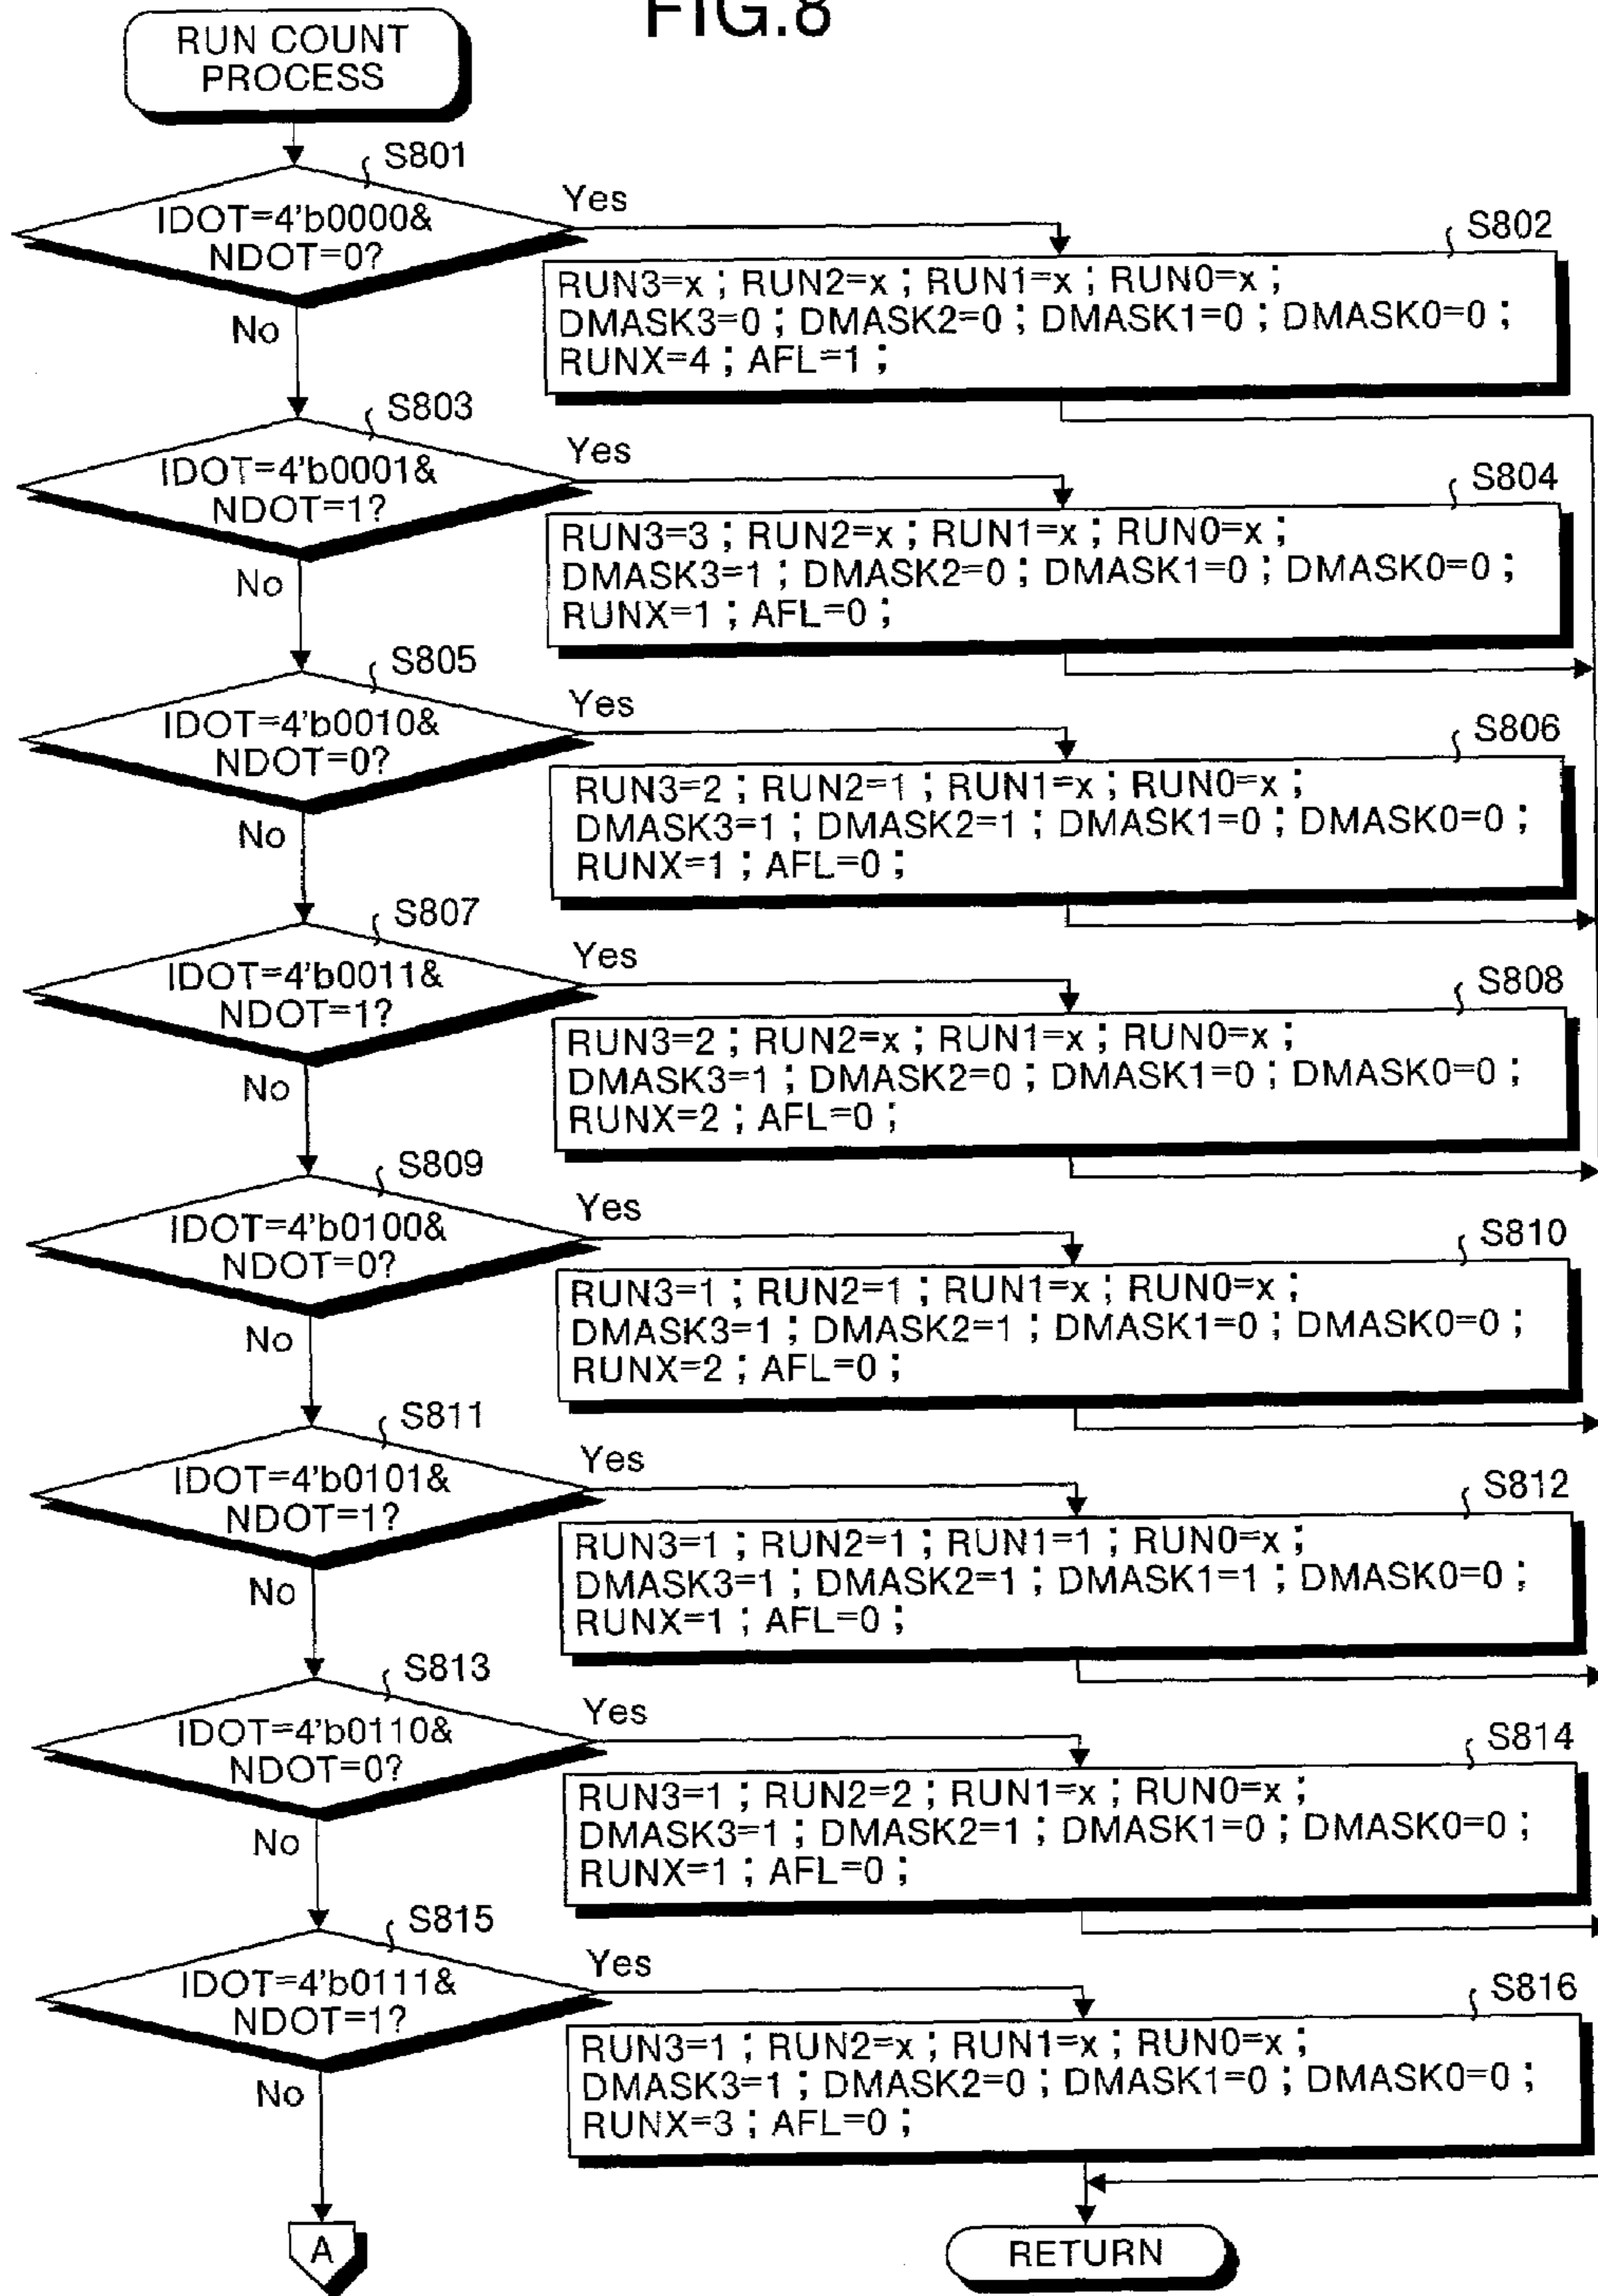 FIG.8
RUN COUNT
PROCESS
S801
IDOT=4'b0000&
NDOT=0?
Yes
No
S802
RUN3=x ; RUN2=x ; RUN1=x ; RUN0=x ;
DMASK3=0 ; DMASK2=0 ; DMASK1=0 ; DMASK0=0 ;
RUNX=4 ; AFL=1 ;
S803
IDOT=4'b0001&
NDOT=1?
Yes
No
S804
RUN3=3 ; RUN2=x ; RUN1=x ; RUN0=x ;
DMASK3=1 ; DMASK2=0 ; DMASK1=0 ; DMASK0=0 ;
RUNX=1 ; AFL=0 ;
S805
IDOT=4'b0010&
NDOT=0?
Yes
No
S806
RUN3=2 ; RUN2=1 ; RUN1=x ; RUN0=x ;
DMASK3=1 ; DMASK2=1 ; DMASK1=0 ; DMASK0=0 ;
RUNX=1 ; AFL=0 ;
S807
IDOT=4'b0011&
NDOT=1?
Yes
No
S808
RUN3=2 ; RUN2=x ; RUN1=x ; RUN0=x ;
DMASK3=1 ; DMASK2=0 ; DMASK1=0 ; DMASK0=0 ;
RUNX=2 ; AFL=0 ;
S809
IDOT=4'b0100&
NDOT=0?
Yes
No
S810
RUN3=1 ; RUN2=1 ; RUN1=x ; RUN0=x ;
DMASK3=1 ; DMASK2=1 ; DMASK1=0 ; DMASK0=0 ;
RUNX=2 ; AFL=0 ;
S811
IDOT=4'b0101&
NDOT=1?
Yes
No
S812
RUN3=1 ; RUN2=1 ; RUN1=1 ; RUN0=x ;
DMASK3=1 ; DMASK2=1 ; DMASK1=1 ; DMASK0=0 ;
RUNX=1 ; AFL=0 ;
S813
IDOT=4'b0110&
NDOT=0?
Yes
No
S814
RUN3=1 ; RUN2=2 ; RUN1=x ; RUN0=x ;
DMASK3=1 ; DMASK2=1 ; DMASK1=0 ; DMASK0=0 ;
RUNX=1 ; AFL=0 ;
S815
IDOT=4'b0111&
NDOT=1?
Yes
No
S816
RUN3=1 ; RUN2=x ; RUN1=x ; RUN0=x ;
DMASK3=1 ; DMASK2=0 ; DMASK1=0 ; DMASK0=0 ;
RUNX=3 ; AFL=0 ;
A
RETURN